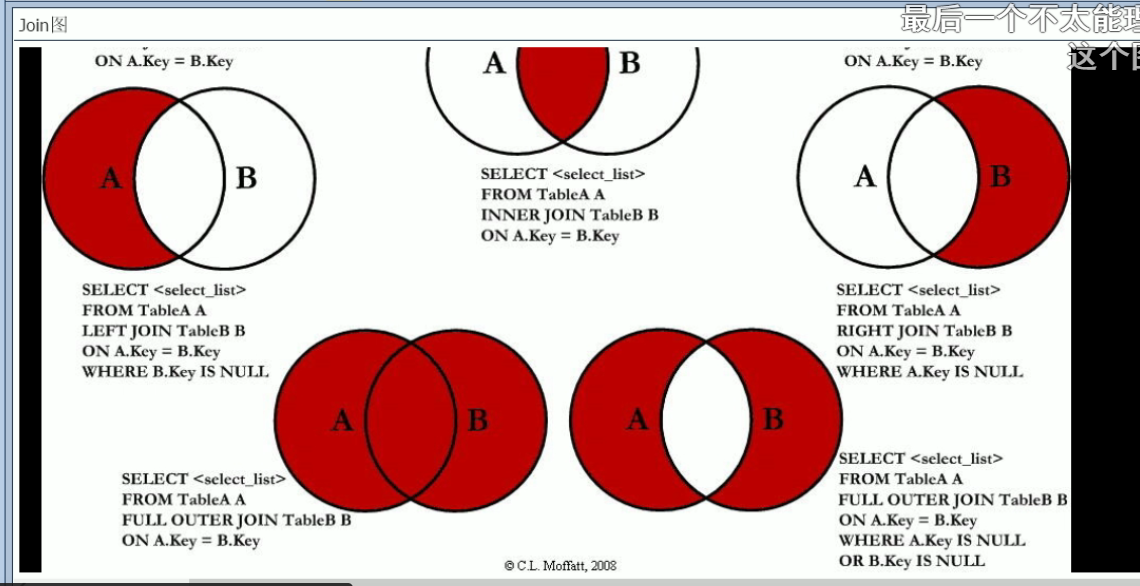 Join图
最后一个不太能理
这个图
ON A.Key = B.Key
A
B
ON A.Key = B.Key
A
B
SELECT <select_list>
FROM TableA A
INNER JOIN TableB B
ON A.Key = B.Key
A
B
SELECT <select_list>
FROM TableA A
LEFT JOIN TableB B
ON A.Key = B.Key
WHERE B.Key IS NULL
SELECT <select_list>
FROM TableA A
RIGHT JOIN TableB B
ON A.Key = B.Key
WHERE A.Key IS NULL
A
B
A
B
SELECT <select_list>
FROM TableA A
FULL OUTER JOIN TableB B
ON A.Key = B.Key
SELECT <select_list>
FROM TableA A
FULL OUTER JOIN TableB B
ON A.Key = B.Key
WHERE A.Key IS NULL
OR B.Key IS NULL
© C.L. Moffatt, 2008